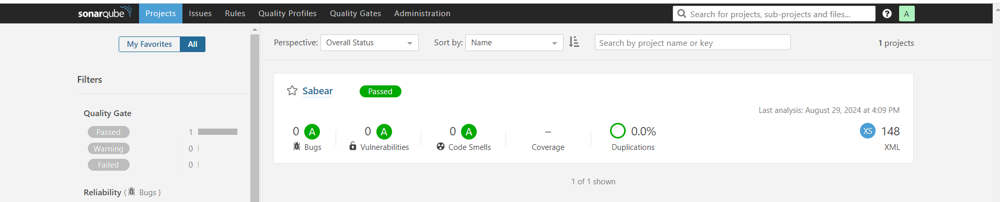 sonarqube Projects Issues Rules Quality Profiles Quality Gates Administration Search for projects, sub-projects and files... ? A
My Favorites All
Perspective: Overall Status Sort by: Name Search by project name or key 1 projects
Filters
Quality Gate
Passed 1
Warning 0
Failed 0
Reliability ( Bugs )
Sabear Passed
Last analysis: August 29, 2024 at 4:09 PM
0 A 0 A 0 A – 0.0% XS 148
Bugs Vulnerabilities Code Smells Coverage Duplications XML
1 of 1 shown